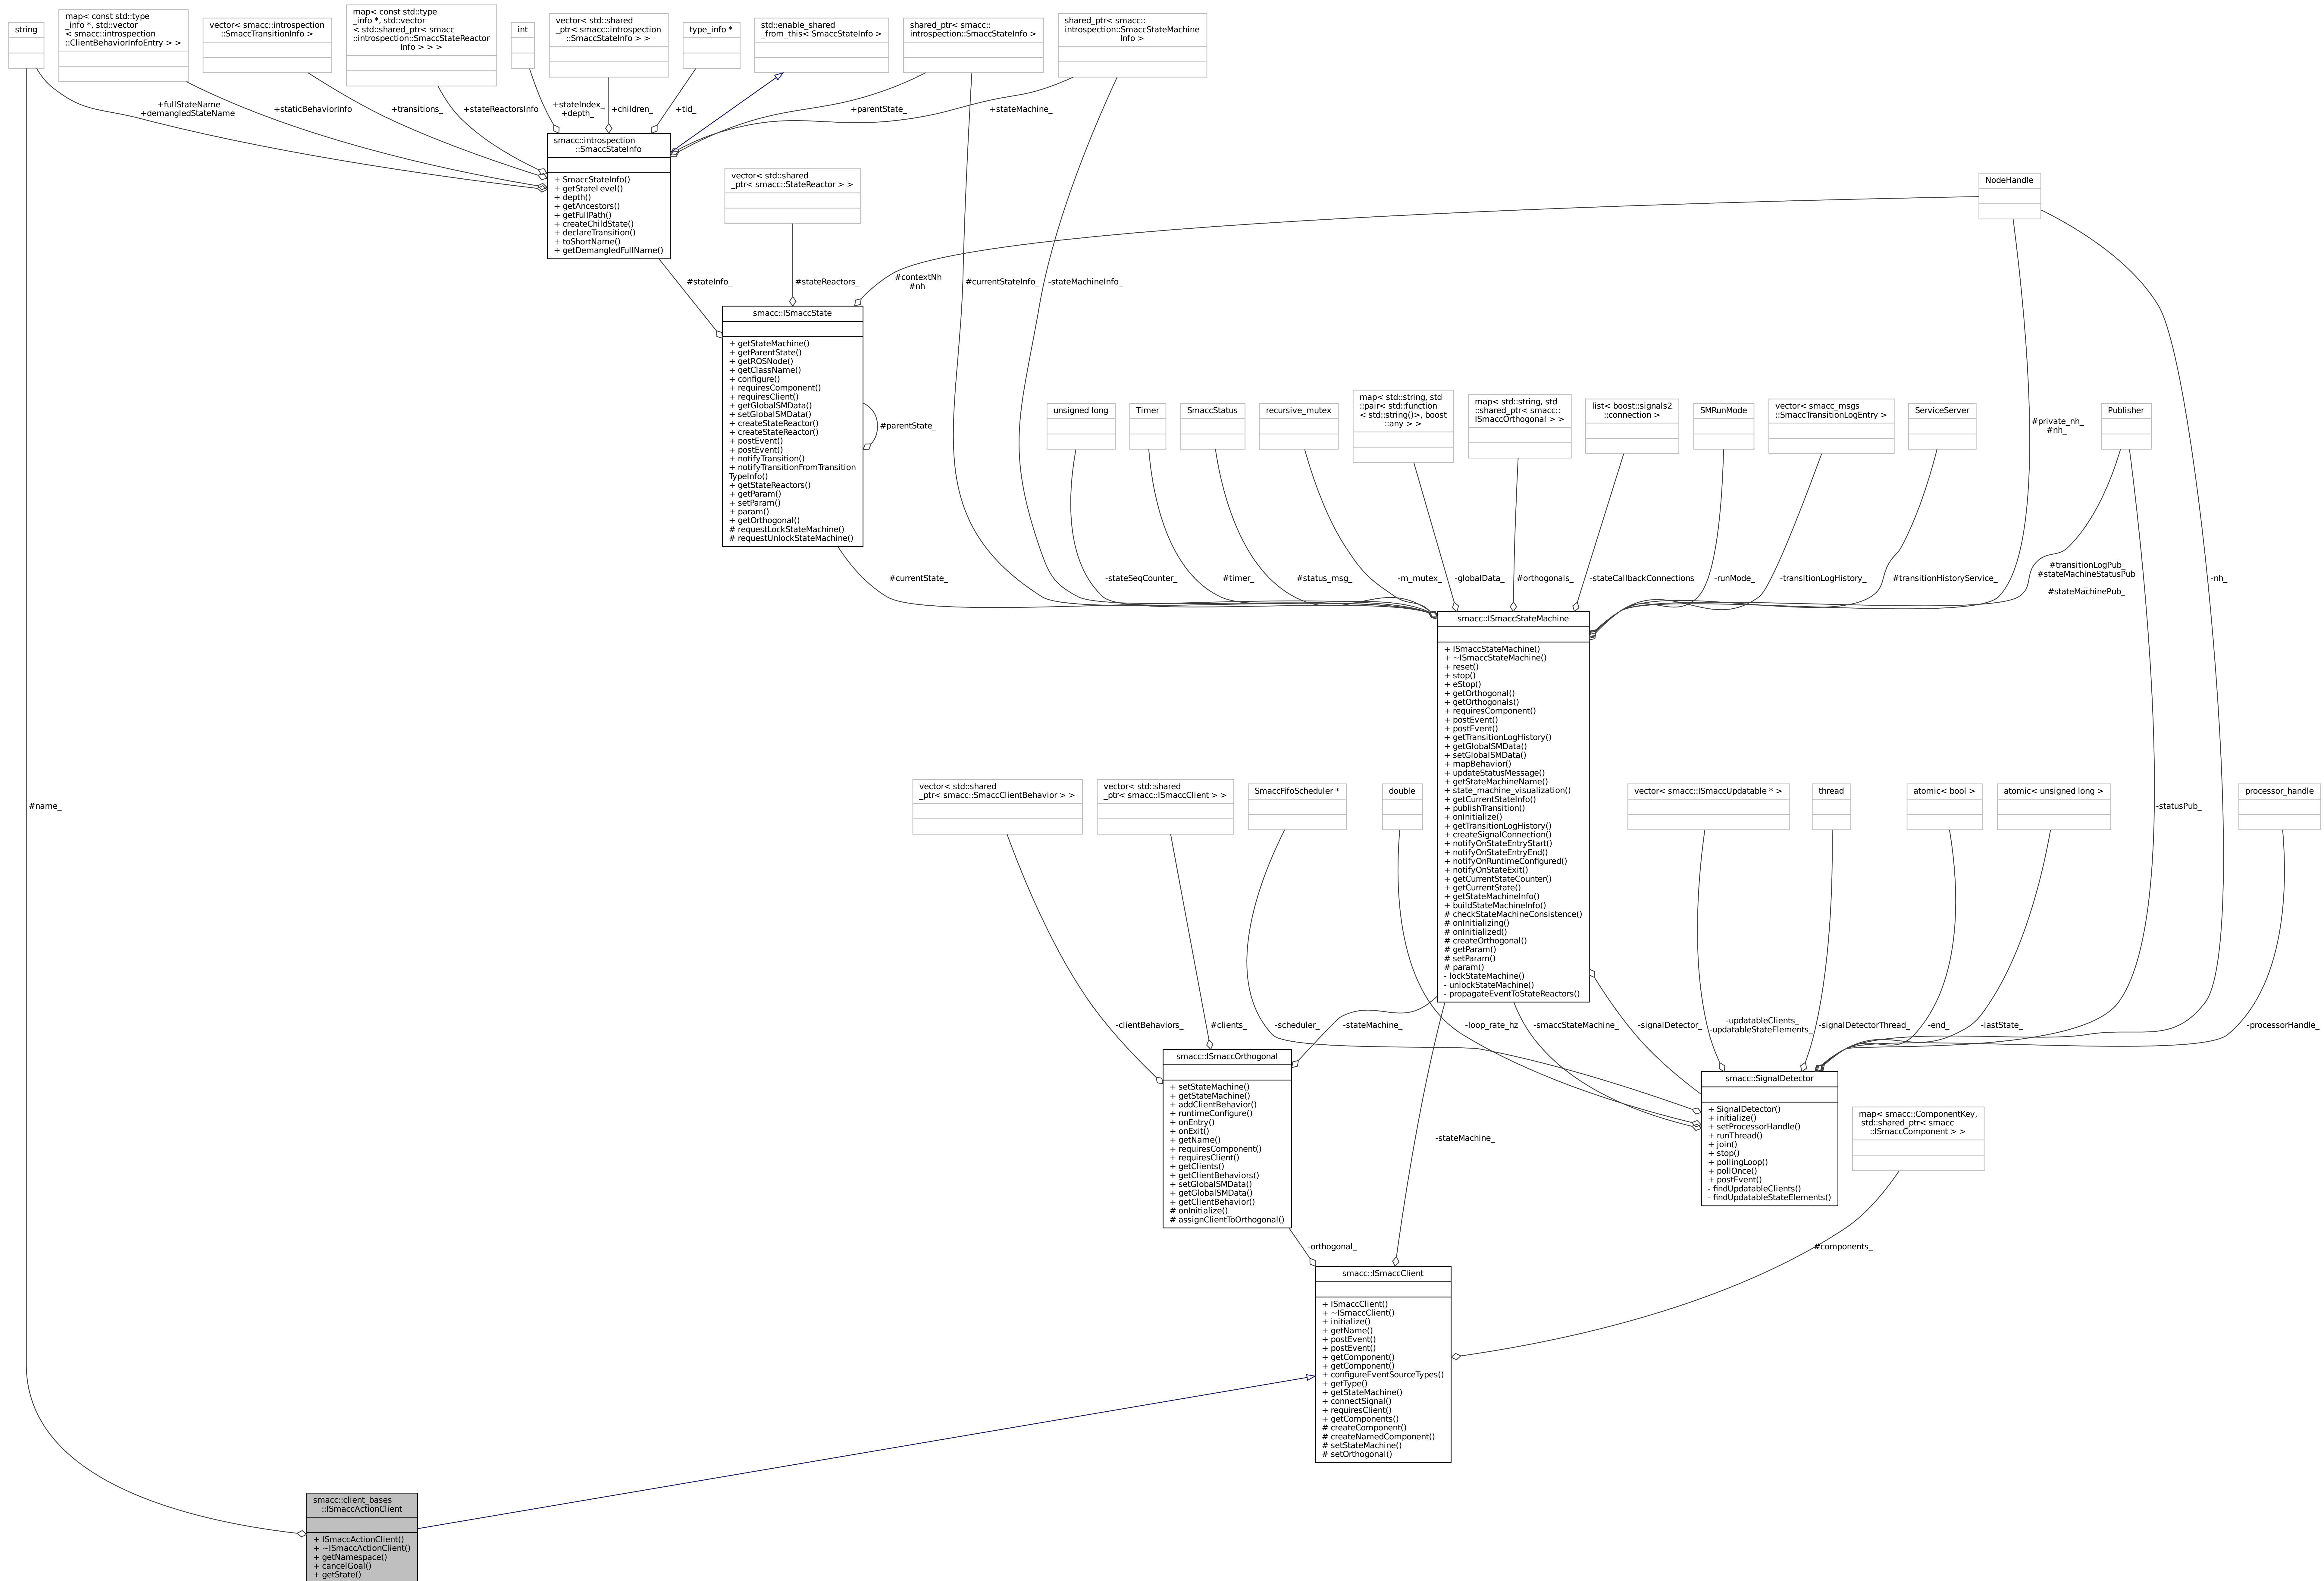 string
map< const std::type
_info *, std::vector
< smacc::introspection
::ClientBehaviorInfoEntry > >
vector< smacc::introspection
::SmaccTransitionInfo >
map< const std::type
_info *, std::vector
< std::shared_ptr< smacc
::introspection::SmaccStateReactor
Info > > >
int
vector< std::shared
_ptr< smacc::introspection
::SmaccStateInfo > >
type_info *
std::enable_shared
_from_this< SmaccStateInfo >
shared_ptr< smacc::
introspection::SmaccStateInfo >
shared_ptr< smacc::
introspection::SmaccStateMachine
Info >
+fullStateName
+demangledStateName
+staticBehaviorInfo
+transitions_
+stateReactorsInfo
+stateIndex_
+depth_
+children_
+tid_
+parentState_
+stateMachine_
smacc::introspection
::SmaccStateInfo
+ SmaccStateInfo()
+ getStateLevel()
+ depth()
+ getAncestors()
+ getFullPath()
+ createChildState()
+ declareTransition()
+ toShortName()
+ getDemangledFullName()
vector< std::shared
_ptr< smacc::StateReactor > >
NodeHandle
#stateInfo_
#stateReactors_
#contextNh
#nh
#currentStateInfo_
-stateMachineInfo_
smacc::ISmaccState
+ getStateMachine()
+ getParentState()
+ getROSNode()
+ getClassName()
+ configure()
+ requiresComponent()
+ requiresClient()
+ getGlobalSMData()
+ setGlobalSMData()
+ createStateReactor()
+ createStateReactor()
+ postEvent()
+ postEvent()
+ notifyTransition()
+ notifyTransitionFromTransition
TypeInfo()
+ getStateReactors()
+ getParam()
+ setParam()
+ param()
+ getOrthogonal()
# requestLockStateMachine()
# requestUnlockStateMachine()
#parentState_
unsigned long
Timer
SmaccStatus
recursive_mutex
map< std::string, std
::pair< std::function
< std::string()>, boost
::any > >
map< std::string, std
::shared_ptr< smacc::
ISmaccOrthogonal > >
list< boost::signals2
::connection >
SMRunMode
vector< smacc_msgs
::SmaccTransitionLogEntry >
ServiceServer
#private_nh_
#nh_
Publisher
#currentState_
-stateSeqCounter_
#timer_
#status_msg_
-m_mutex_
-globalData_
#orthogonals_
-stateCallbackConnections
-runMode_
-transitionLogHistory_
#transitionHistoryService_
#transitionLogPub_
#stateMachineStatusPub
_
#stateMachinePub_
-nh_
smacc::ISmaccStateMachine
+ ISmaccStateMachine()
+ ~ISmaccStateMachine()
+ reset()
+ stop()
+ eStop()
+ getOrthogonal()
+ getOrthogonals()
+ requiresComponent()
+ postEvent()
+ postEvent()
+ getTransitionLogHistory()
+ getGlobalSMData()
+ setGlobalSMData()
+ mapBehavior()
+ updateStatusMessage()
+ getStateMachineName()
+ state_machine_visualization()
+ getCurrentStateInfo()
+ publishTransition()
+ onInitialize()
+ getTransitionLogHistory()
+ createSignalConnection()
+ notifyOnStateEntryStart()
+ notifyOnStateEntryEnd()
+ notifyOnRuntimeConfigured()
+ notifyOnStateExit()
+ getCurrentStateCounter()
+ getCurrentState()
+ getStateMachineInfo()
+ buildStateMachineInfo()
# checkStateMachineConsistence()
# onInitializing()
# onInitialized()
# createOrthogonal()
# getParam()
# setParam()
# param()
- lockStateMachine()
- unlockStateMachine()
- propagateEventToStateReactors()
#name_
vector< std::shared
_ptr< smacc::SmaccClientBehavior > >
vector< std::shared
_ptr< smacc::ISmaccClient > >
SmaccFifoScheduler *
double
vector< smacc::ISmaccUpdatable * >
thread
atomic< bool >
atomic< unsigned long >
-statusPub_
processor_handle
-clientBehaviors_
#clients_
-scheduler_
-stateMachine_
-loop_rate_hz
-smaccStateMachine_
-signalDetector_
-updatableClients_
-updatableStateElements_
-signalDetectorThread_
-end_
-lastState_
-processorHandle_
smacc::ISmaccOrthogonal
+ setStateMachine()
+ getStateMachine()
+ addClientBehavior()
+ runtimeConfigure()
+ onEntry()
+ onExit()
+ getName()
+ requiresComponent()
+ requiresClient()
+ getClients()
+ getClientBehaviors()
+ setGlobalSMData()
+ getGlobalSMData()
+ getClientBehavior()
# onInitialize()
# assignClientToOrthogonal()
smacc::SignalDetector
+ SignalDetector()
+ initialize()
+ setProcessorHandle()
+ runThread()
+ join()
+ stop()
+ pollingLoop()
+ pollOnce()
+ postEvent()
- findUpdatableClients()
- findUpdatableStateElements()
map< smacc::ComponentKey,
std::shared_ptr< smacc
::ISmaccComponent > >
-stateMachine_
-orthogonal_
#components_
smacc::ISmaccClient
+ ISmaccClient()
+ ~ISmaccClient()
+ initialize()
+ getName()
+ postEvent()
+ postEvent()
+ getComponent()
+ getComponent()
+ configureEventSourceTypes()
+ getType()
+ getStateMachine()
+ connectSignal()
+ requiresClient()
+ getComponents()
# createComponent()
# createNamedComponent()
# setStateMachine()
# setOrthogonal()
smacc::client_bases
::ISmaccActionClient
+ ISmaccActionClient()
+ ~ISmaccActionClient()
+ getNamespace()
+ cancelGoal()
+ getState()